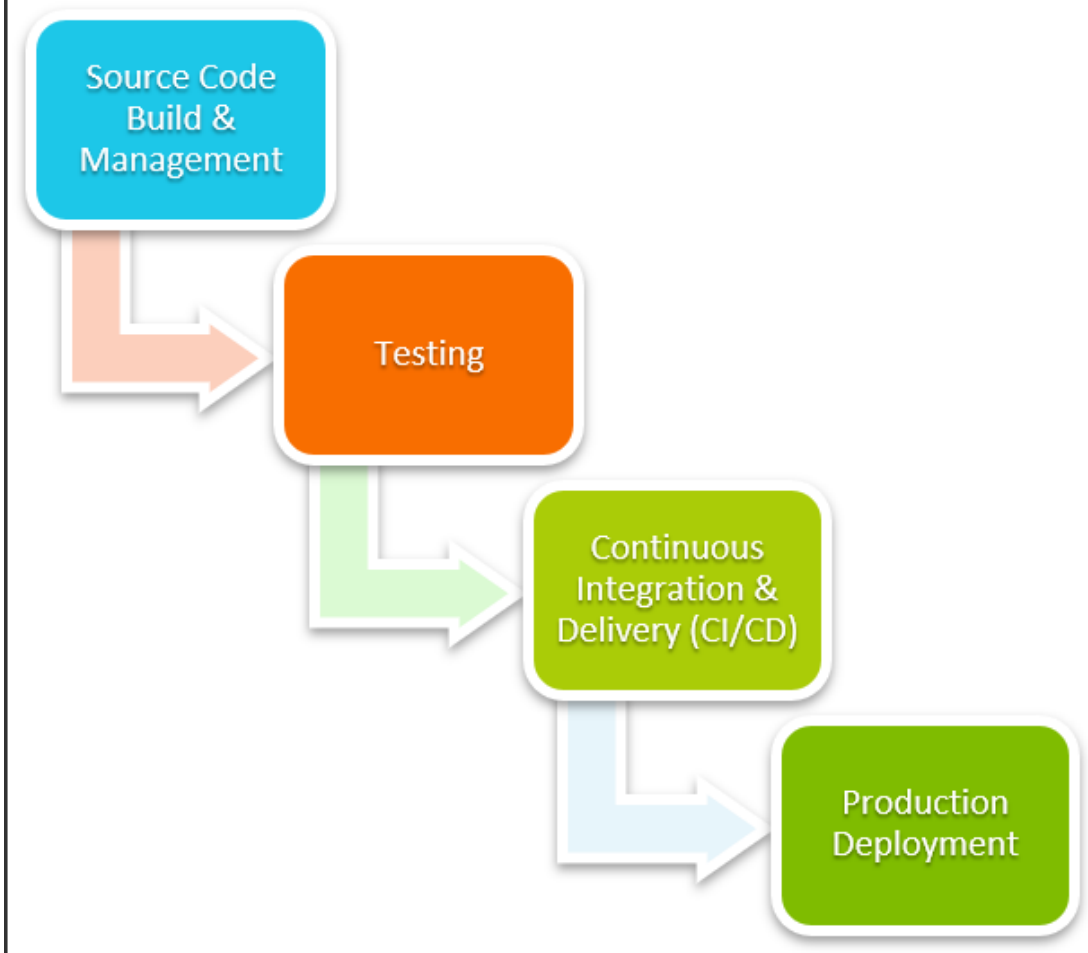 Source Code
Build &
Management
Testing
Continuous
Integration &
Delivery (CI/CD)
Production
Deployment